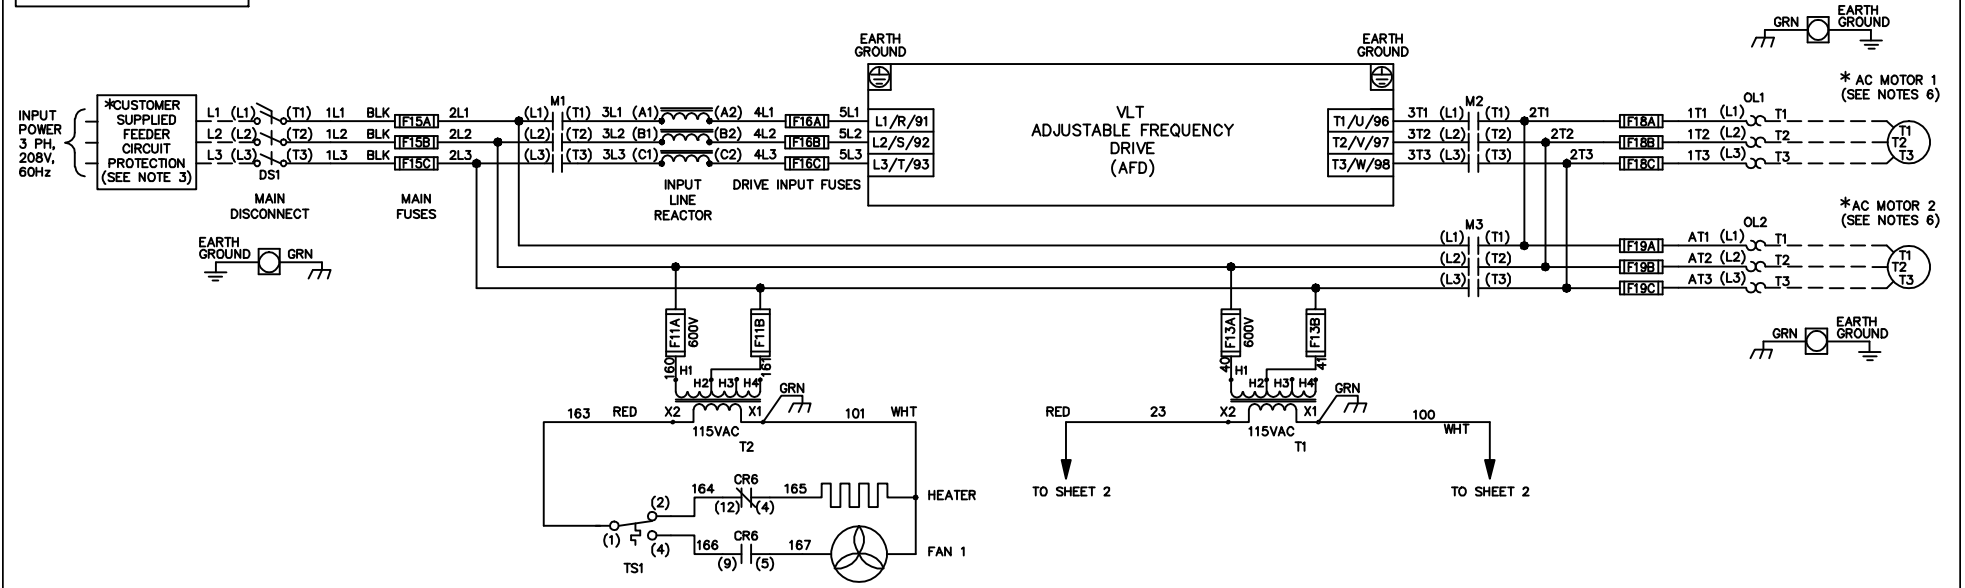 INPUT
POWER
3 PH,
208V,
60Hz
*CUSTOMER
SUPPLIED
FEEDER
CIRCUIT
PROTECTION
(SEE NOTE 3)
L1 (L1) (T1) 1L1 BLK F15A 2L1 (L1) M1 (T1) 3L1 (A1) (A2) 4L1 F16A 5L1 L1/R/91
L2 (L2) (T2) 1L2 BLK F15B 2L2 (L2) (T2) 3L2 (B1) (B2) 4L2 F16B 5L2 L2/S/92
L3 (L3) (T3) 1L3 BLK F15C 2L3 (L3) (T3) 3L3 (C1) (C2) 4L3 F16C 5L3 L3/T/93
DS1
MAIN
DISCONNECT
MAIN
FUSES
INPUT
LINE
REACTOR
DRIVE INPUT FUSES
EARTH
GROUND
GRN
EARTH
GROUND
VLT
ADJUSTABLE FREQUENCY
DRIVE
(AFD)
EARTH
GROUND
T1/U/96 3T1 (L1) M2 (T1) 2T1 F18A 1T1 (L1) OL1 T1
T2/V/97 3T2 (L2) (T2) 2T2 F18B 1T2 (L2) T2
T3/W/98 3T3 (L3) (T3) 2T3 F18C 1T3 (L3) T3
GRN
EARTH
GROUND
* AC MOTOR 1
(SEE NOTES 6)
T1
T2
T3
M3
(L1) (T1) F19A AT1 (L1) OL2 T1
(L2) (T2) F19B AT2 (L2) T2
(L3) (T3) F19C AT3 (L3) T3
*AC MOTOR 2
(SEE NOTES 6)
T1
T2
T3
GRN
EARTH
GROUND
F11A
600V
F11B
160
161
H1 H2 H3 H4
GRN
163 RED X2 X1 101 WHT
115VAC
T2
F13A
600V
F13B
40
41
H1 H2 H3 H4
GRN
RED 23 X2 X1 100
WHT
115VAC
T1
TO SHEET 2
TO SHEET 2
(1)
(2)
(4)
TS1
164 CR6 165
(12) (4)
HEATER
166 CR6 167
(9) (5)
FAN 1